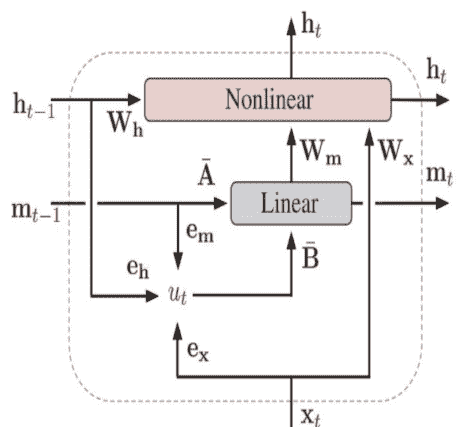 h_t
h_{t-1}
Nonlinear
h_t
W_h
W_m
W_x
Ā
m_t
m_{t-1}
Linear
e_m
B̄
e_h
u_t
e_x
x_t